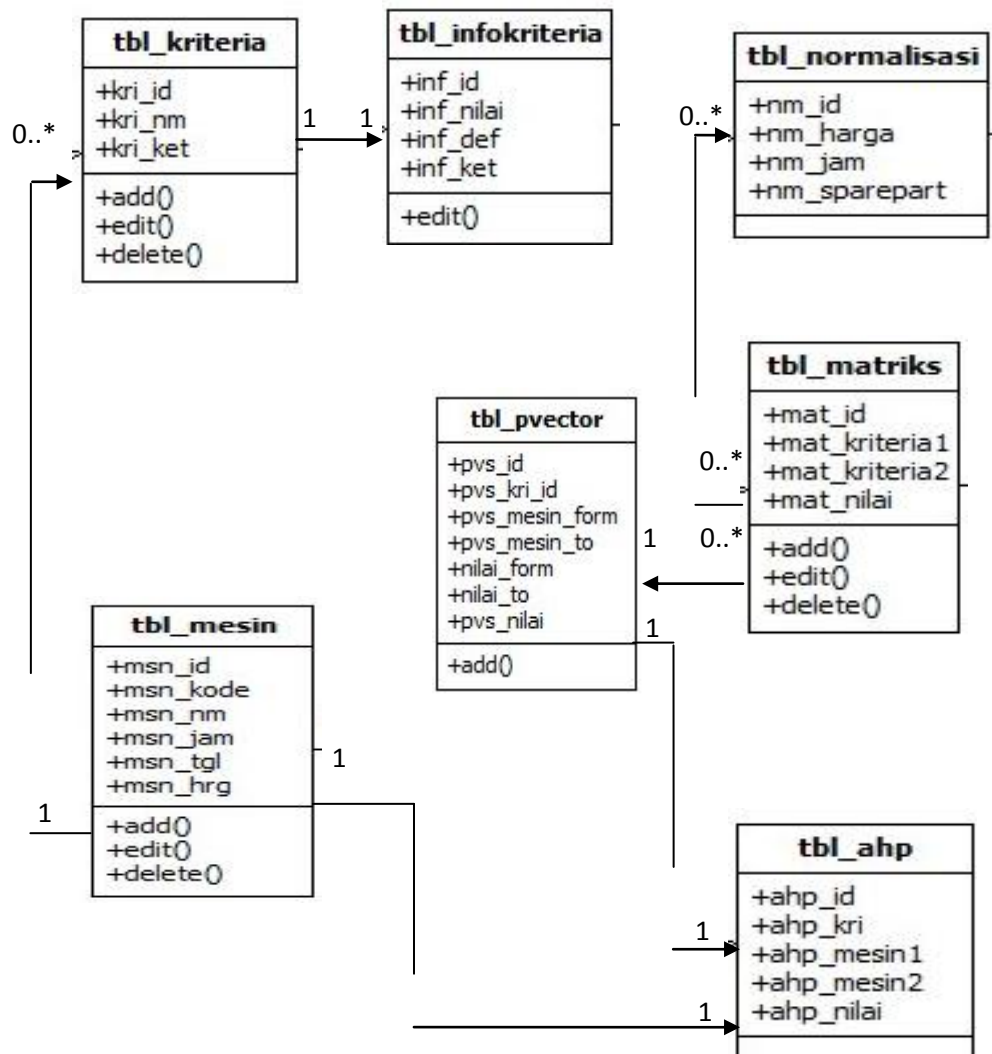 tbl_kriteria
+kri_id
+kri_nm
+kri_ket
+add()
+edit()
+delete()
0..*
1
1
tbl_infokriteria
+inf_id
+inf_nilai
+inf_def
+inf_ket
+edit()
0..*
tbl_normalisasi
+nm_id
+nm_harga
+nm_jam
+nm_sparepart
tbl_matriks
+mat_id
+mat_kriteria1
+mat_kriteria2
+mat_nilai
+add()
+edit()
+delete()
0..*
0..*
1
1
tbl_pvector
+pvs_id
+pvs_kri_id
+pvs_mesin_form
+pvs_mesin_to
+nilai_form
+nilai_to
+pvs_nilai
+add()
tbl_mesin
+msn_id
+msn_kode
+msn_nm
+msn_jam
+msn_tgl
+msn_hrg
+add()
+edit()
+delete()
1
1
tbl_ahp
+ahp_id
+ahp_kri
+ahp_mesin1
+ahp_mesin2
+ahp_nilai
1
1